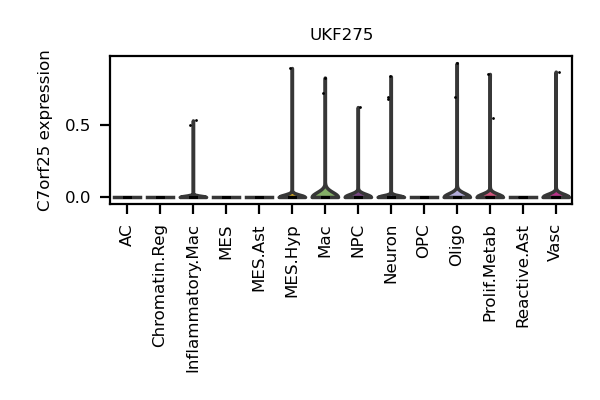 UKF275
C7orf25 expression
0.5
0.0
AC
Chromatin.Reg
Inflammatory.Mac
MES
MES.Ast
MES.Hyp
Mac
NPC
Neuron
OPC
Oligo
Prolif.Metab
Reactive.Ast
Vasc